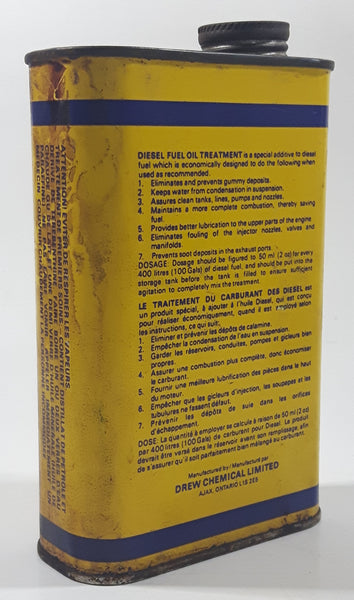 DIESEL FUEL OIL TREATMENT is a special additive to diesel
fuel which is economically designed to do the following when
used as recommended.
1. Eliminates and prevents gummy deposits.
2. Keeps water from condensation in suspension.
3. Assures clean tanks, lines, pumps and nozzles.
4. Maintains a more complete combustion, thereby saving
fuel.
5. Provides better lubrication to the upper parts of the engine.
6. Eliminates fouling of the injector nozzles, valves and
manifolds.
7. Prevents soot deposits in the exhaust ports.
DOSAGE: Dosage should be figured to 50 ml (2 oz) for every
400 litres (100 Gals) of diesel fuel, and should be put into the
storage tank before the tank is filled to ensure sufficient
agitation to completely mix the treatment.
LE TRAITEMENT DU CARBURANT DES DIESEL, est
un produit spécial, à ajouter à l'huile Diesel, qui est conçu
pour réaliser économiquement, quand il est employé selon
les instructions, ce qui suit.
1. Eliminer et prévenir les dépôts de calamine.
2. Empêcher la condensation de l'eau en suspension.
3. Garder les réservoirs, conduites, pompes et gicleurs bien
propres.
4. Assurer une combustion plus complète, donc économiser
le carburant.
5. Fournir une meilleure lubrification des pièces dans le haut
du moteur.
6. Empêcher que les gicleurs d'injection, les soupapes et les
tubulures ne fassent défaut.
7. Prévenir les dépôts de suie dans les orifices
d'échappement.
DOSE: La quantité à employer se calcule à raison de 50 ml (2 oz)
par 400 litres (100 Gals) de carburant pour Diesel. Le produit
devrait être versé dans le réservoir avant son remplissage, afin
de s'assurer qu'il soit parfaitement bien mélangé au carburant.
Manufactured by / Manufacturé par
DREW CHEMICAL LIMITED
AJAX, ONTARIO L1S 2E5
ATTENTION: EVITER DE RESPIRER LES VAPEURS